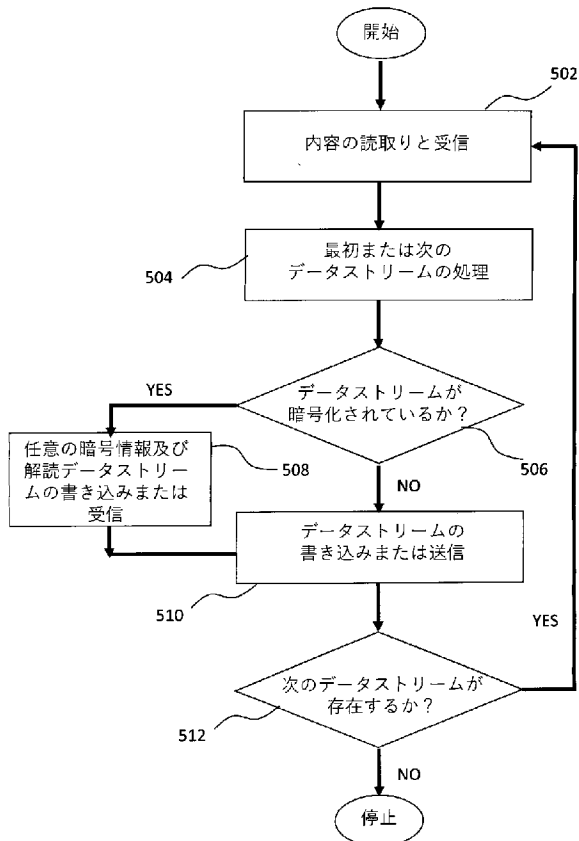 開始
502
内容の読取りと受信
504
最初または次の
データストリームの処理
データストリームが
暗号化されているか？
506
YES
任意の暗号情報及び
解読データストリー
ムの書き込みまたは
受信
508
NO
データストリームの
書き込みまたは送信
510
YES
次のデータストリームが
存在するか？
512
NO
停止